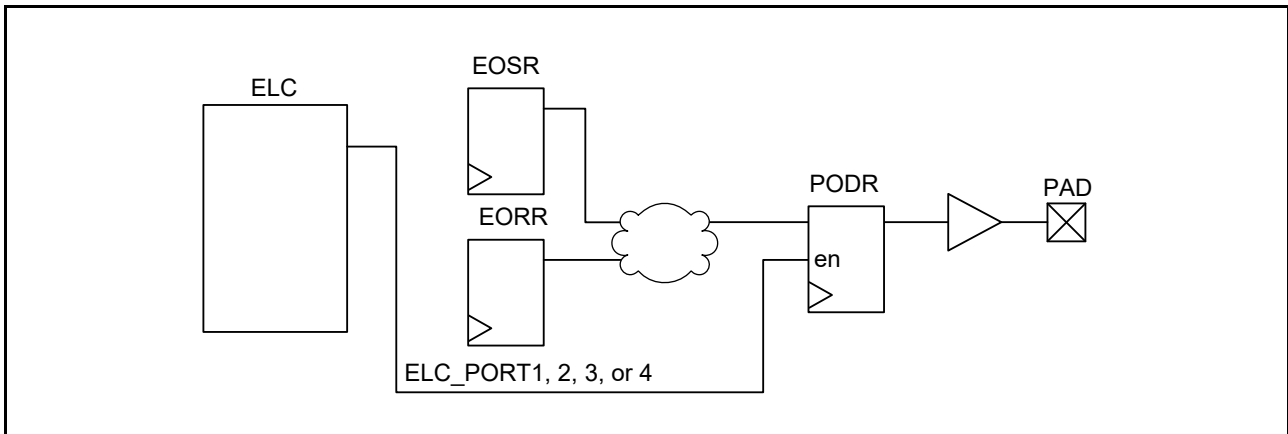 EOSR
ELC
EORR
PODR
PAD
en
ELC_PORT1, 2, 3, or 4